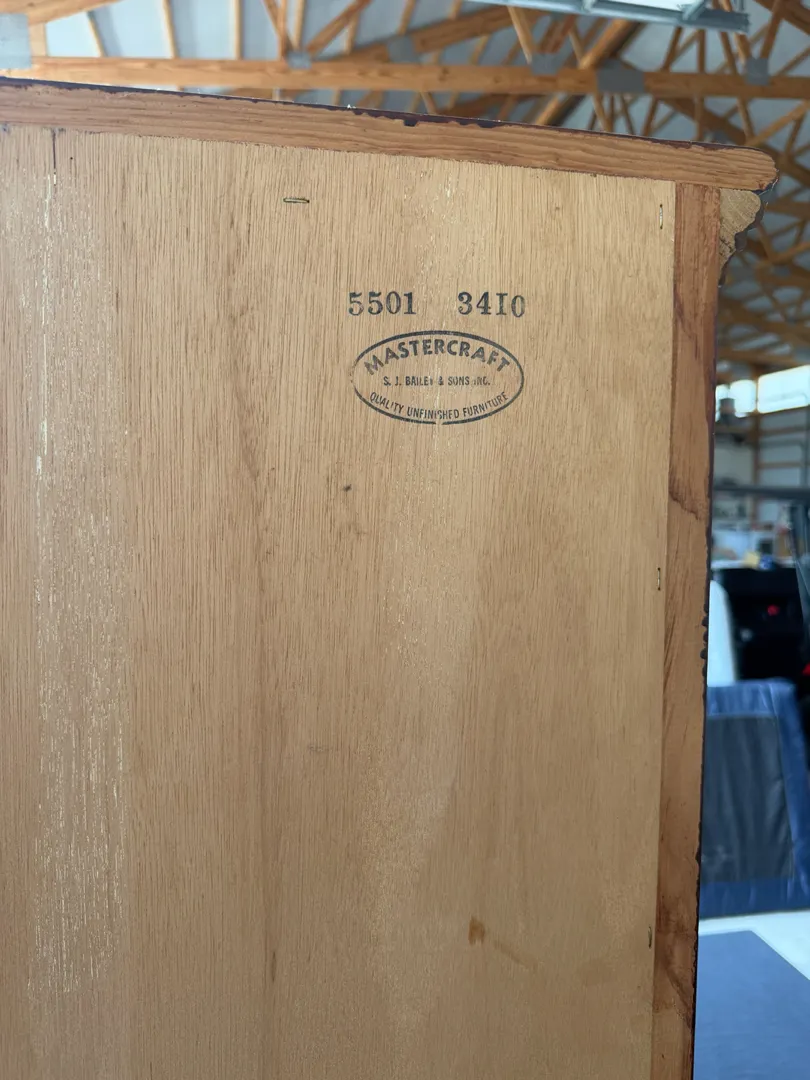 5501 3410
MASTERCRAFT
S. J. BAILEY & SONS INC.
QUALITY UNFINISHED FURNITURE